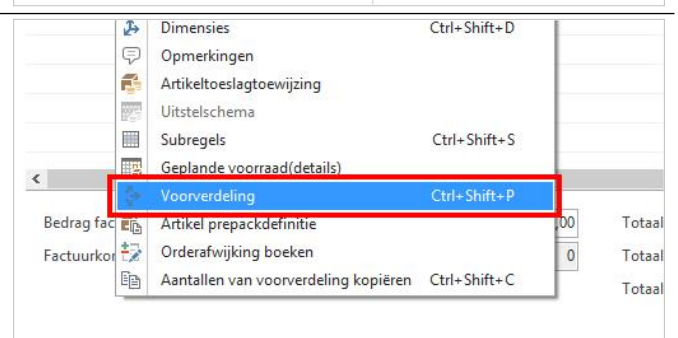 Dimensies Ctrl+Shift+D
Opmerkingen
Artikeltoeslagtoewijzing
Uitstelschema
Subregels Ctrl+Shift+S
Geplande voorraad(details)
Voorverdeling Ctrl+Shift+P
Bedrag fac Artikel prepackdefinitie ,00 Totaal
Factuurkor Orderafwijking boeken 0 Totaal
Aantallen van voorverdeling kopiëren Ctrl+Shift+C Totaal